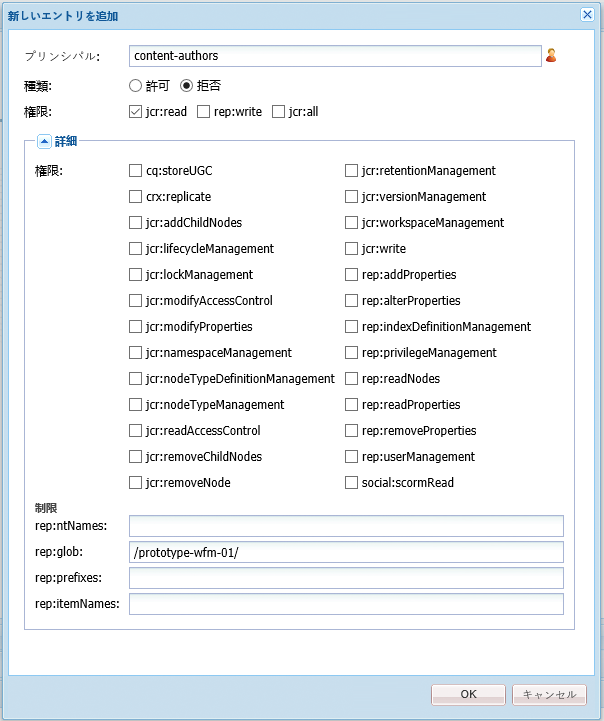 新しいエントリを追加
プリンシパル: content-authors
種類: 許可 拒否
権限: jcr:read rep:write jcr:all
詳細
権限: cq:storeUGC jcr:retentionManagement
crx:replicate jcr:versionManagement
jcr:addChildNodes jcr:workspaceManagement
jcr:lifecycleManagement jcr:write
jcr:lockManagement rep:addProperties
jcr:modifyAccessControl rep:alterProperties
jcr:modifyProperties rep:indexDefinitionManagement
jcr:namespaceManagement rep:privilegeManagement
jcr:nodeTypeDefinitionManagement rep:readNodes
jcr:nodeTypeManagement rep:readProperties
jcr:readAccessControl rep:removeProperties
jcr:removeChildNodes rep:userManagement
jcr:removeNode social:scormRead
制限
rep:ntNames:
rep:glob: /prototype-wfm-01/
rep:prefixes:
rep:itemNames:
OK キャンセル